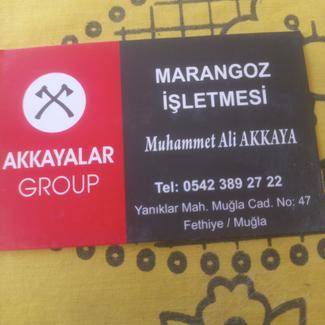 AKKAYALAR
GROUP
MARANGOZ
İŞLETMESİ
Muhammet Ali AKKAYA
Tel: 0542 389 27 22
Yanıklar Mah. Muğla Cad. No: 47
Fethiye / Muğla